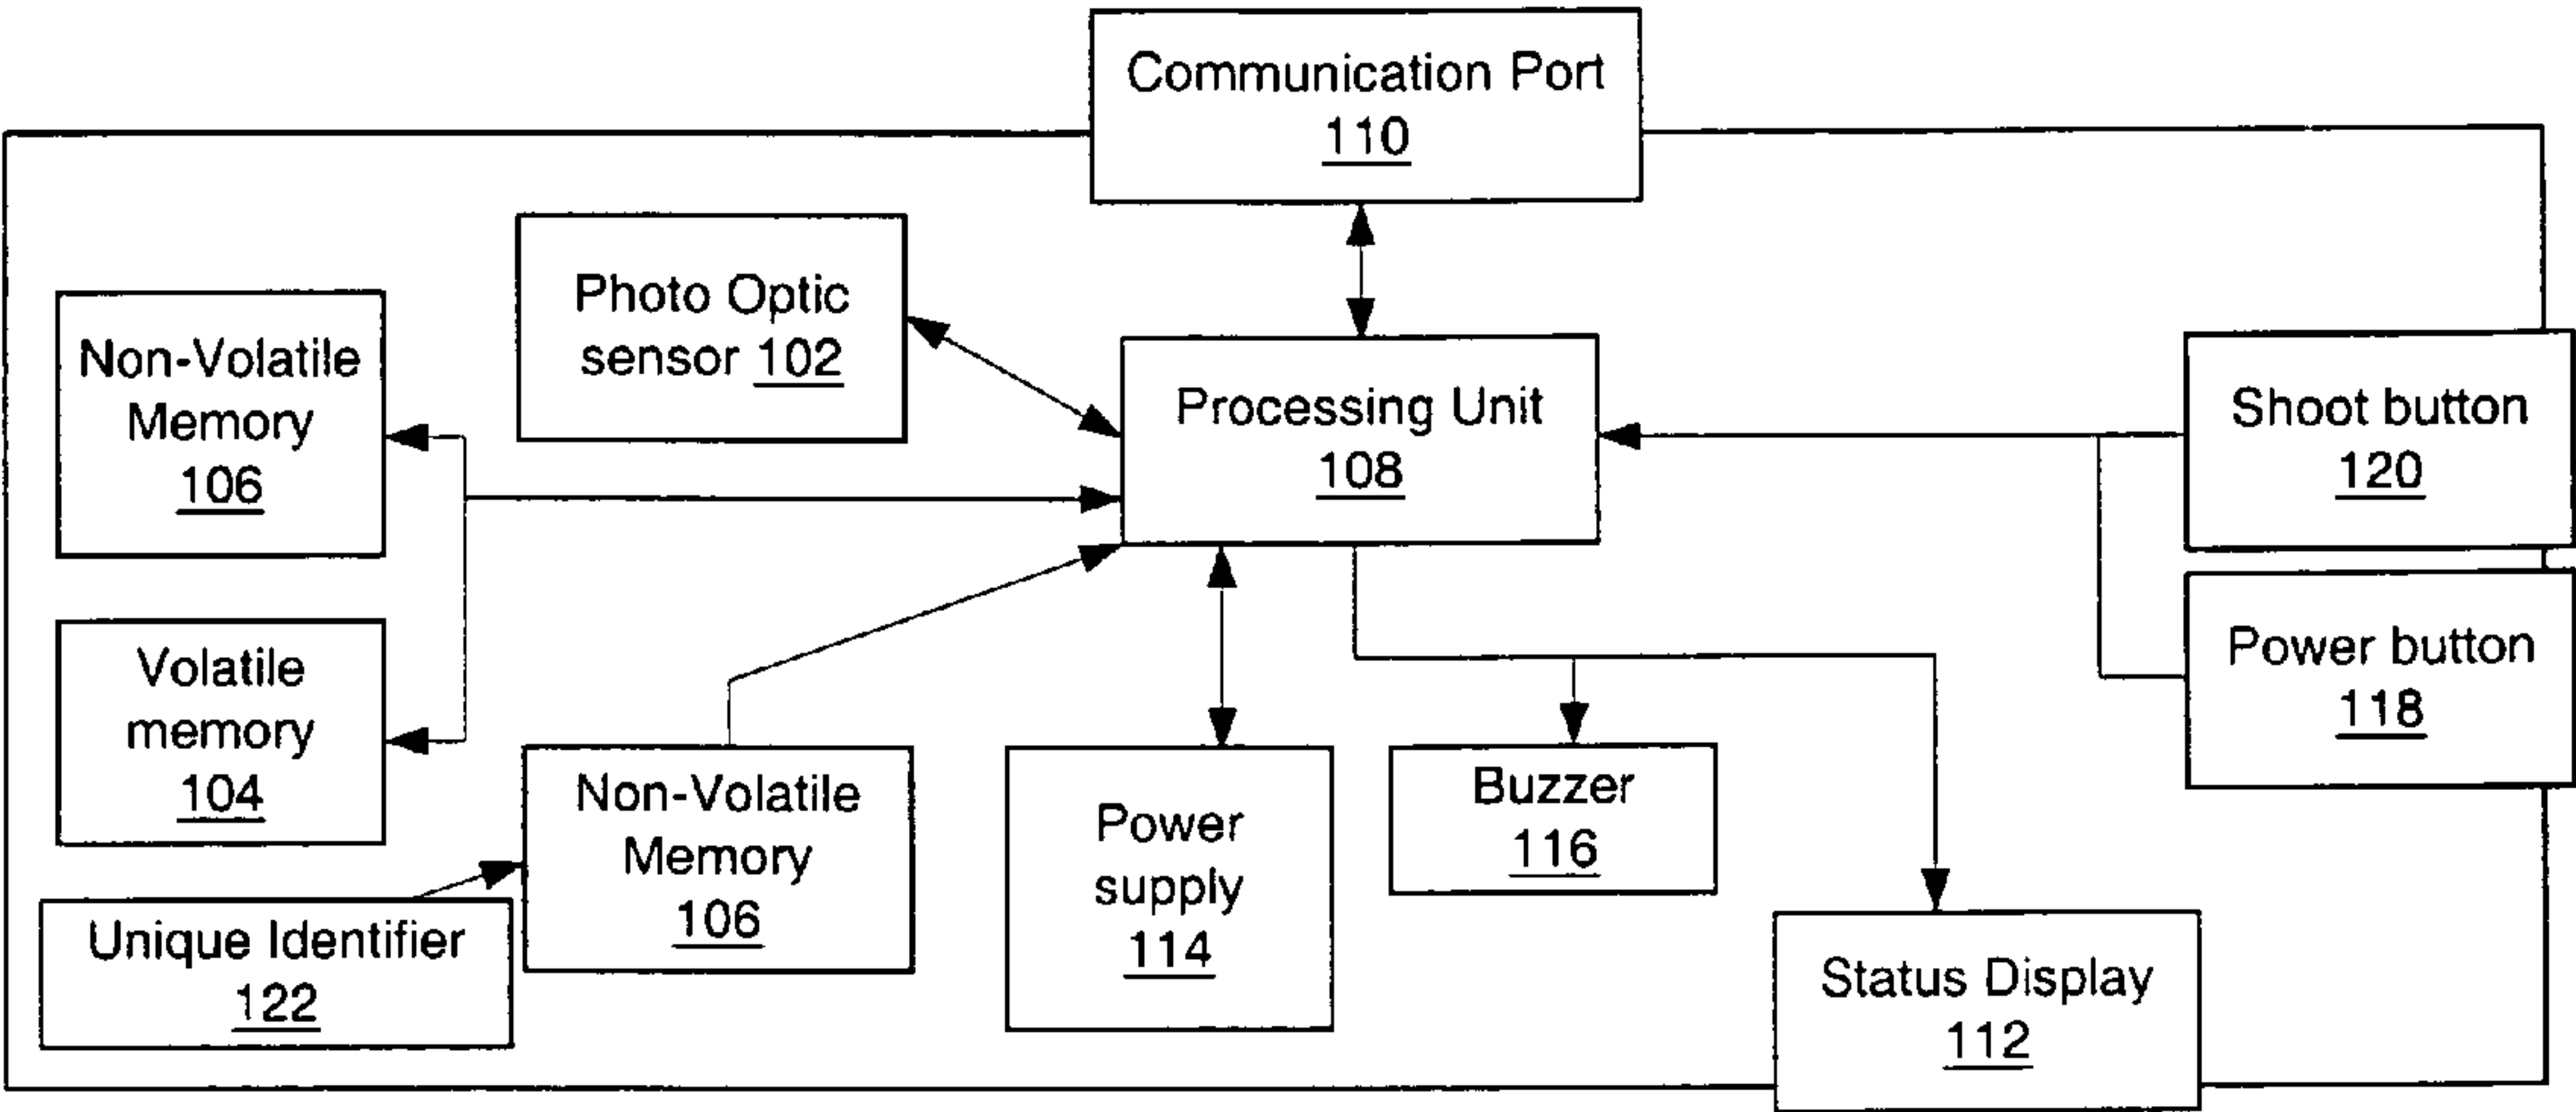 Communication Port
110
Photo Optic
sensor 102
Non-Volatile
Memory
106
Processing Unit
108
Shoot button
120
Volatile
memory
104
Power button
118
Non-Volatile
Memory
106
Power
supply
114
Buzzer
116
Unique Identifier
122
Status Display
112